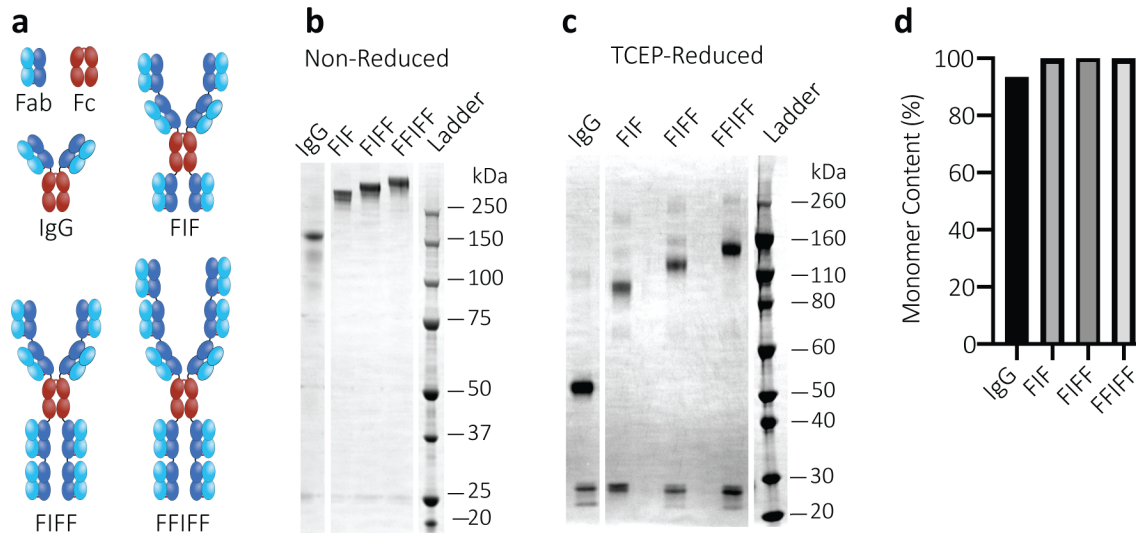 a
Fab Fc
IgG
FIF
FIFF
FFIFF
b
Non-Reduced
IgG
FIF
FIFF
FFIFF
Ladder
kDa
250
150
100
75
50
37
25
20
c
TCEP-Reduced
IgG
FIF
FIFF
FFIFF
Ladder
kDa
260
160
110
80
60
50
40
30
20
d
Monomer Content (%)
100
80
60
40
20
0
IgG
FIF
FIFF
FFIFF